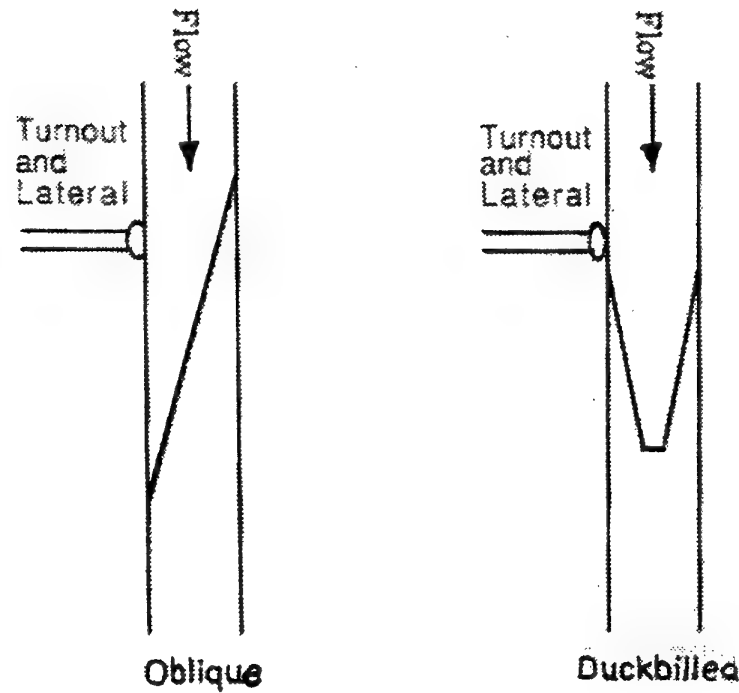 Flow
Turnout
and
Lateral
Oblique
Flow
Turnout
and
Lateral
Duckbilled